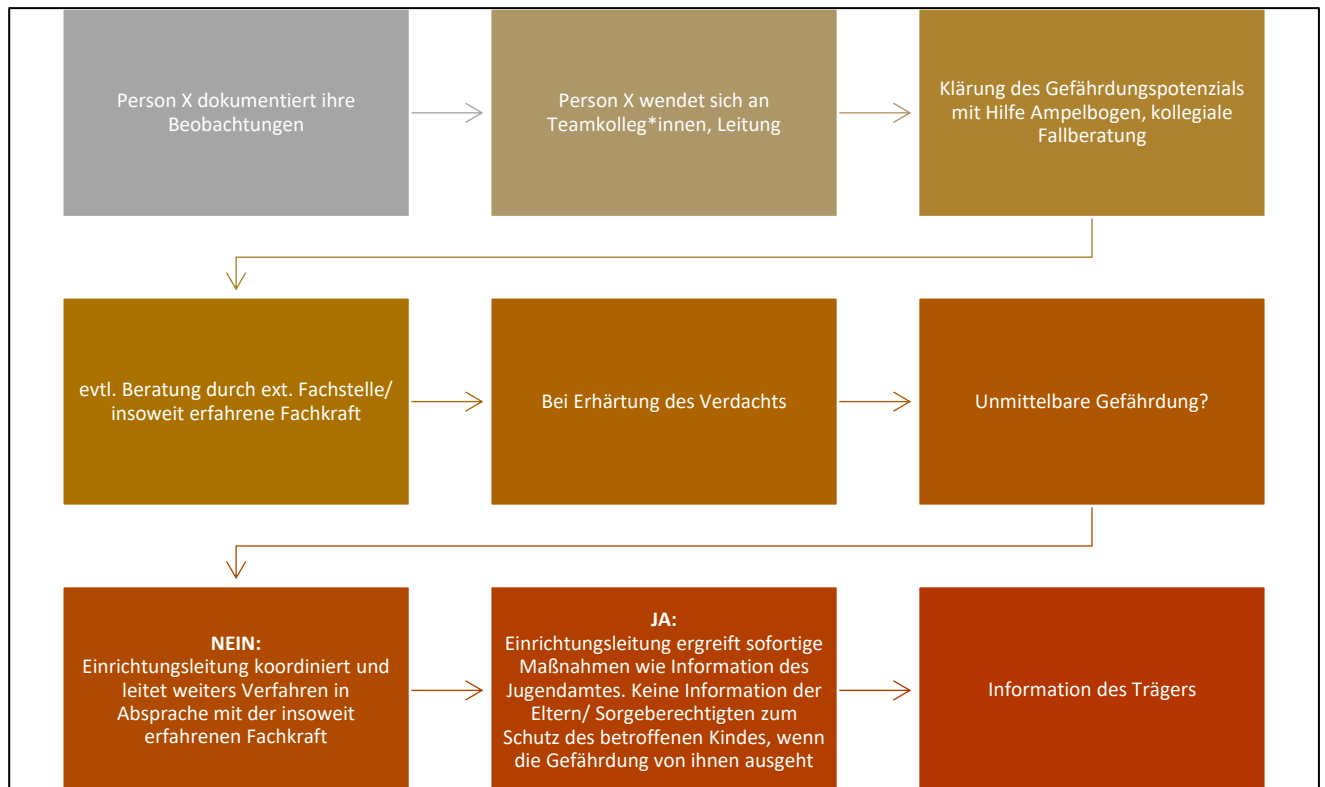 Person X dokumentiert ihre
Beobachtungen
Person X wendet sich an
Teamkolleg*innen, Leitung
Klärung des Gefährdungspotenzials
mit Hilfe Ampelbogen, kollegiale
Fallberatung
evtl. Beratung durch ext. Fachstelle/
insoweit erfahrene Fachkraft
Bei Erhärtung des Verdachts
Unmittelbare Gefährdung?
NEIN:
Einrichtungsleitung koordiniert und
leitet weiters Verfahren in
Absprache mit der insoweit
erfahrenen Fachkraft
JA:
Einrichtungsleitung ergreift sofortige
Maßnahmen wie Information des
Jugendamtes. Keine Information der
Eltern/ Sorgeberechtigten zum
Schutz des betroffenen Kindes, wenn
die Gefährdung von ihnen ausgeht
Information des Trägers